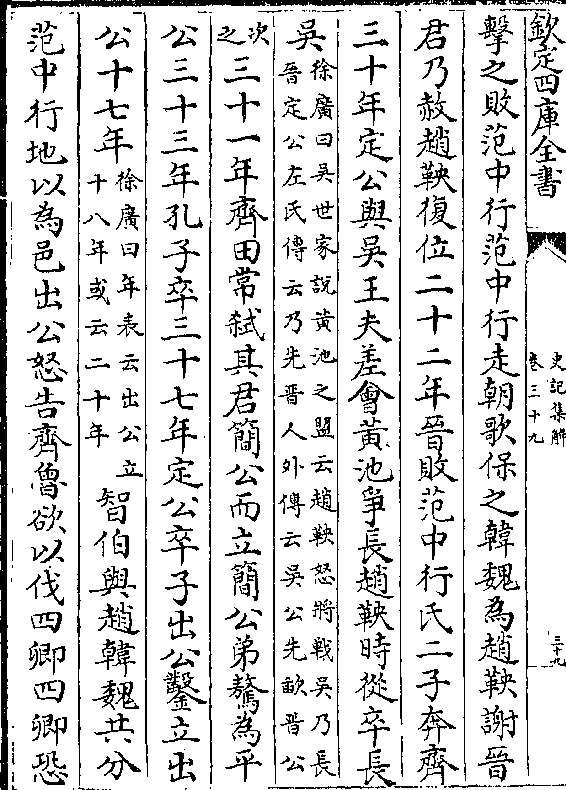 欽定四庫全書
史記集解
卷三十九
三十九
擊之敗范中行范中行走朝歌保之韓魏為趙鞅謝晉
君乃赦趙鞅復位二十二年晉敗范中行氏二子奔齊
三十年定公與吳王夫差會黃池爭長趙鞅時從卒長
吳徐廣曰吳世家說黃池之盟云趙鞅怒將戰吳乃長
晉定公左氏傳云乃先晉人外傳云吳公先歃晉公
次之三十一年齊田常弑其君簡公而立簡公弟驁為平
公三十三年孔子卒三十七年定公卒子出公鑿立出
公十七年徐廣曰年表云出公立
十八年或云二十年智伯與趙韓魏共分
范中行地以為邑出公怒告齊魯欲以伐四卿四卿恐